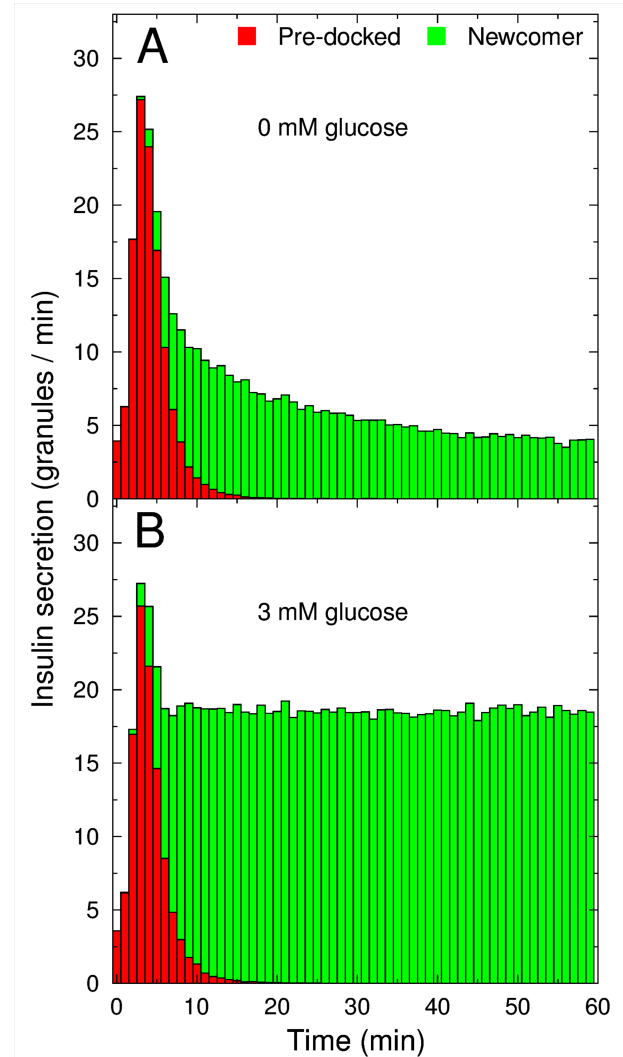 A
Pre-docked Newcomer
0 mM glucose
30
25
20
15
10
5
0
B
3 mM glucose
30
25
20
15
10
5
0
Insulin secretion (granules / min)
0 10 20 30 40 50 60
Time (min)